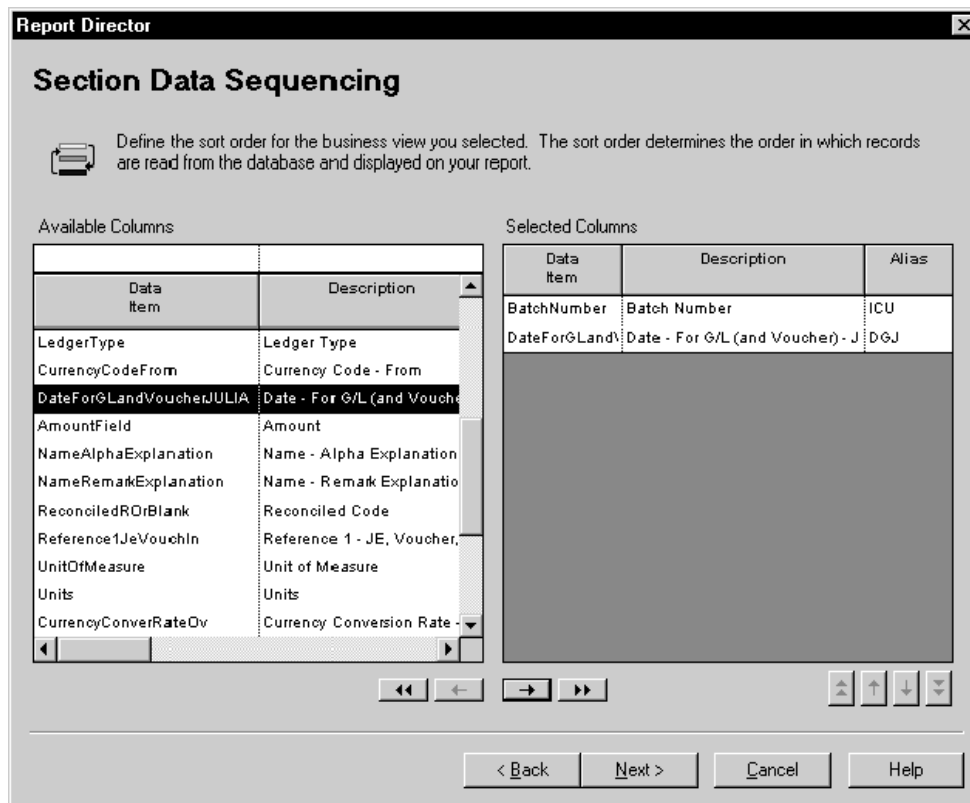 Report Director
Section Data Sequencing
Define the sort order for the business view you selected.  The sort order determines the order in which records
are read from the database and displayed on your report.
Available Columns
Data
Item
Description
LedgerType Ledger Type
CurrencyCodeFrom Currency Code - From
DateForGLandVoucherJULIA Date - For G/L (and Vouche
AmountField Amount
NameAlphaExplanation Name - Alpha Explanation
NameRemarkExplanation Name - Remark Explanatio
ReconciledROrBlank Reconciled Code
Reference1JeVouchIn Reference 1 - JE, Voucher,
UnitOfMeasure Unit of Measure
Units Units
CurrencyConverRateOv Currency Conversion Rate -
Selected Columns
Data
Item
Description
Alias
BatchNumber Batch Number ICU
DateForGLandV Date - For G/L (and Voucher) - J DGJ
< Back Next > Cancel Help